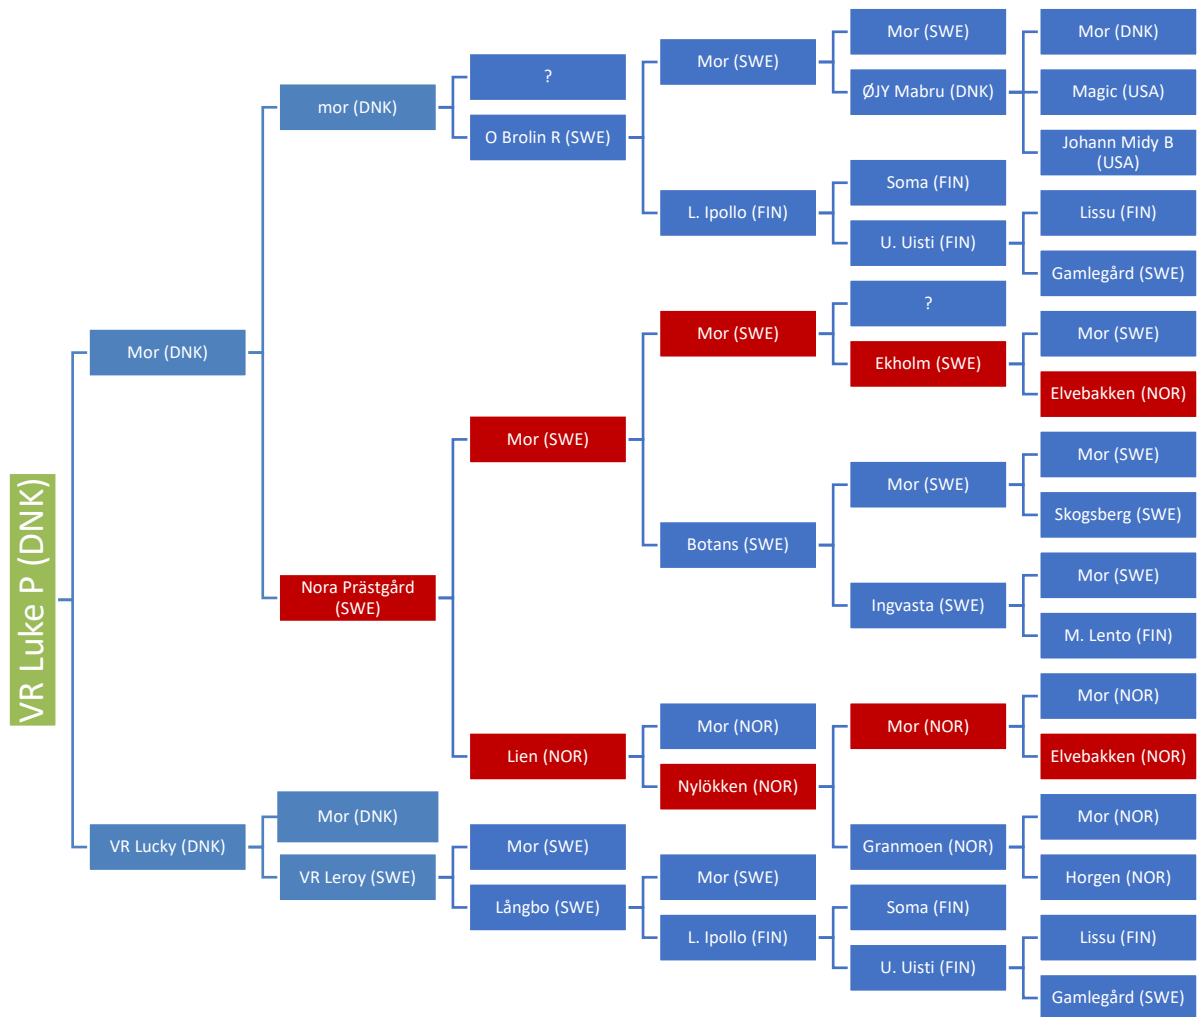 VR Luke P (DNK)
Mor (DNK)
VR Lucky (DNK)
mor (DNK)
Nora Prästgård
(SWE)
Mor (DNK)
VR Leroy (SWE)
?
O Brolin R (SWE)
Mor (SWE)
Lien (NOR)
Mor (SWE)
Långbo (SWE)
Mor (SWE)
L. Ipollo (FIN)
Mor (SWE)
Botans (SWE)
Mor (NOR)
Nylökken (NOR)
Mor (SWE)
L. Ipollo (FIN)
Mor (SWE)
ØJY Mabru (DNK)
Soma (FIN)
U. Uisti (FIN)
?
Ekholm (SWE)
Mor (SWE)
Ingvasta (SWE)
Mor (NOR)
Granmoen (NOR)
Soma (FIN)
U. Uisti (FIN)
Mor (DNK)
Magic (USA)
Johann Midy B
(USA)
Lissu (FIN)
Gamlegård (SWE)
Mor (SWE)
Elvebakken (NOR)
Mor (SWE)
Skogsberg (SWE)
Mor (SWE)
M. Lento (FIN)
Mor (NOR)
Elvebakken (NOR)
Mor (NOR)
Horgen (NOR)
Lissu (FIN)
Gamlegård (SWE)